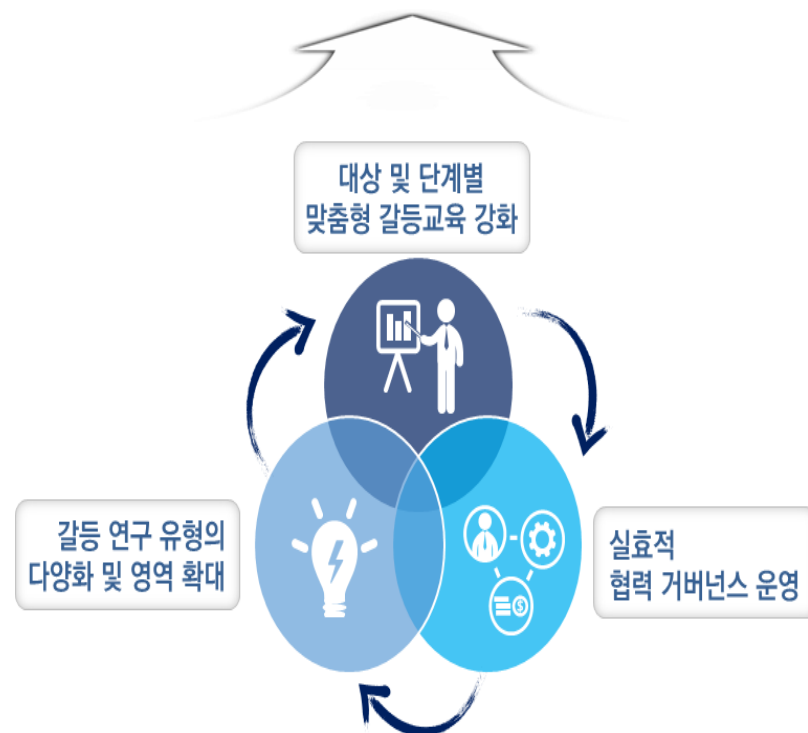 대상 및 단계별
맞춤형 갈등교육 강화
갈등 연구 유형의
다양화 및 영역 확대
실효적
협력 거버넌스 운영
$